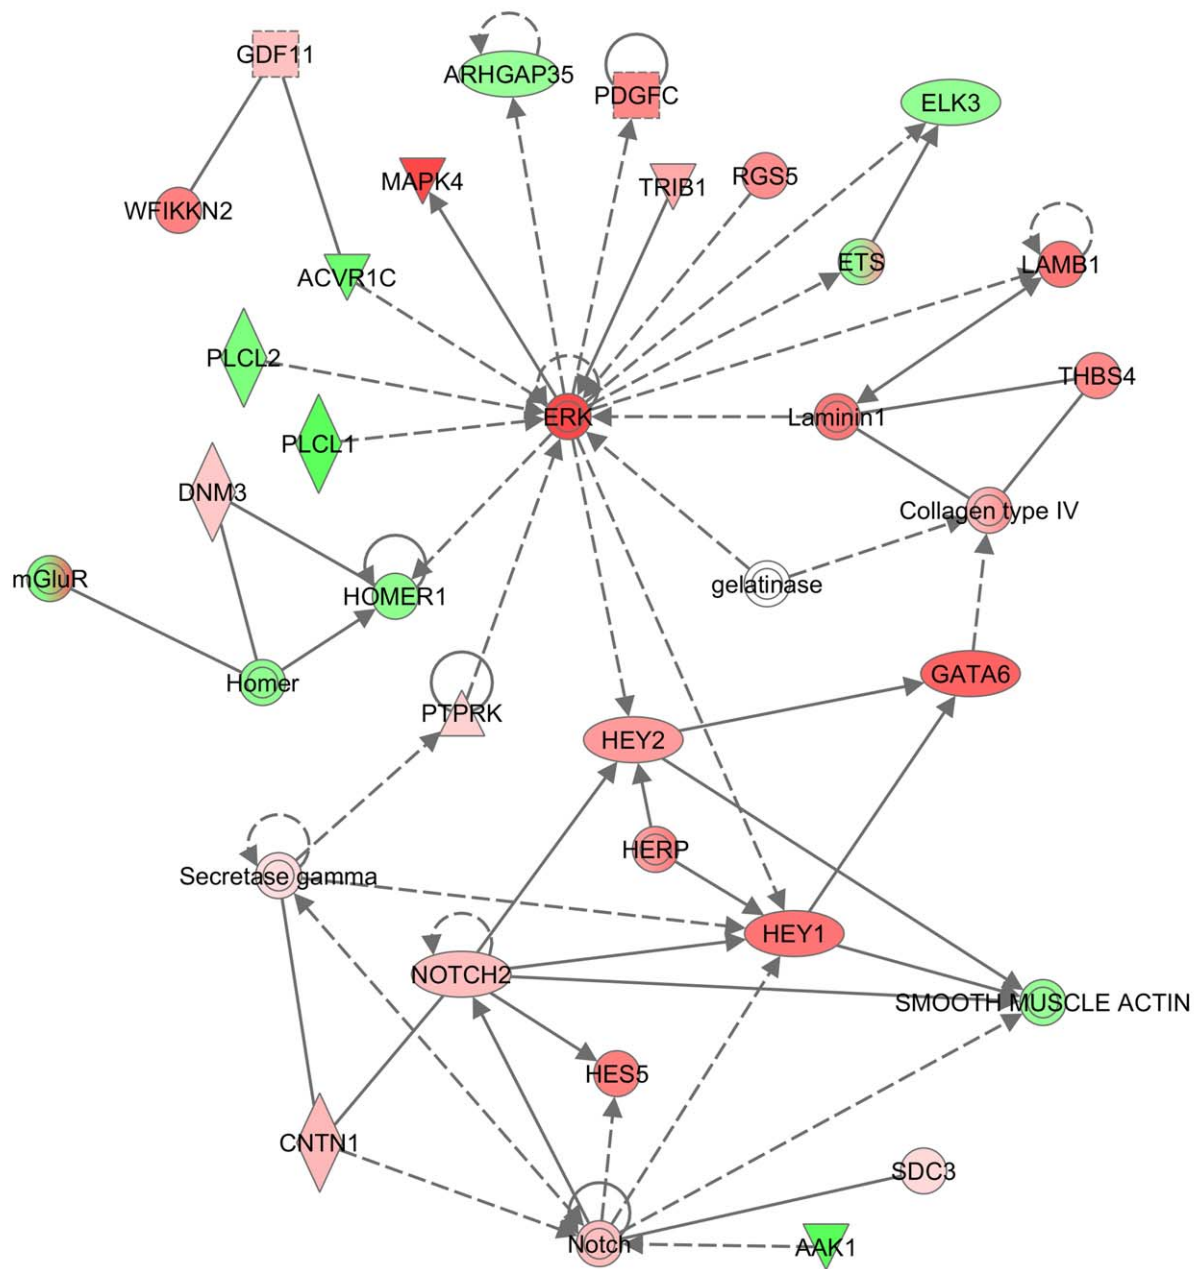 GDF11
ARHGAP35
PDGFC
ELK3
MAPK4
TRIB1
RGS5
WFIKKN2
ACVR1C
ETS
LAMB1
PLCL2
THBS4
ERK
Laminin1
PLCL1
DNM3
Collagen type IV
mGluR
HOMER1
gelatinase
Homer
GATA6
PTPRK
HEY2
HERP
Secretase gamma
HEY1
NOTCH2
SMOOTH MUSCLE ACTIN
HES5
CNTN1
SDC3
Notch
AAK1